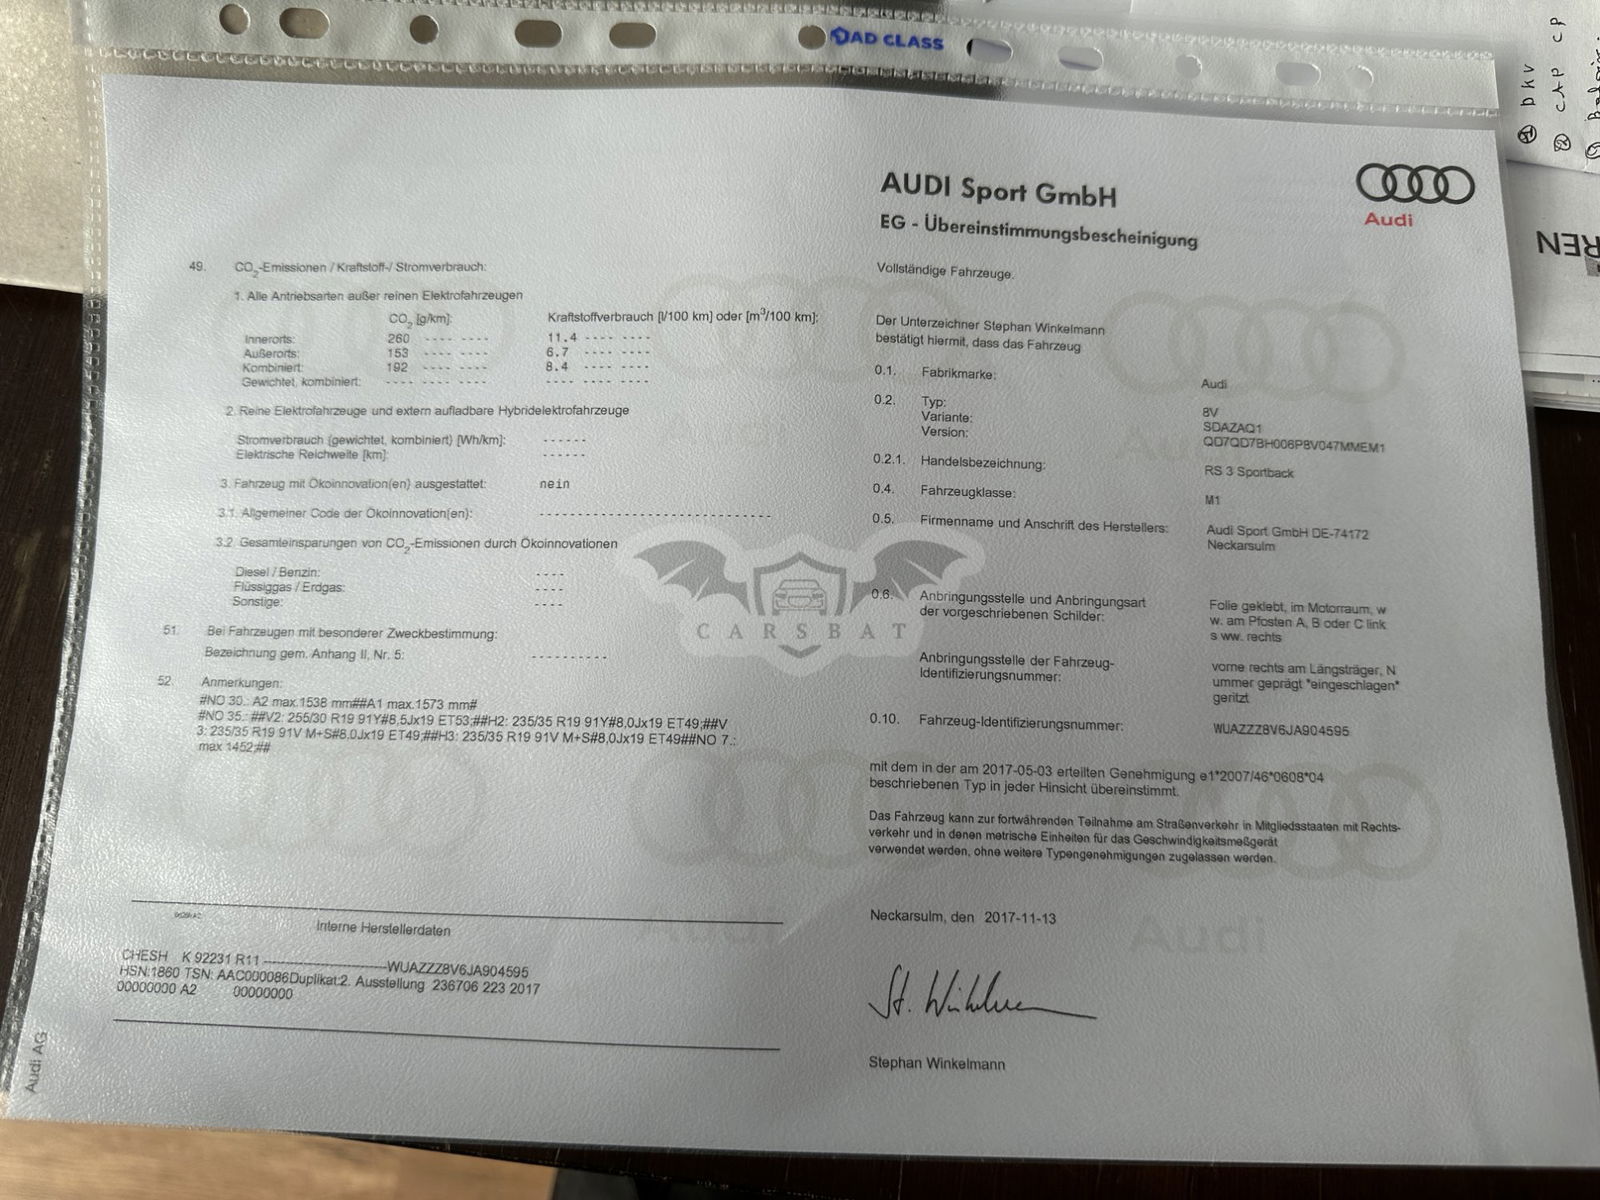 DAD CLASS
49. CO2-Emissionen / Kraftstoff-/ Stromverbrauch:
1. Alle Antriebsarten außer reinen Elektrofahrzeugen
CO2 [g/km]: Kraftstoffverbrauch [l/100 km] oder [m3/100 km]:
Innerorts: 260 ---- ---- 11.4 ---- ----
Außerorts: 153 ---- ---- 6.7 ---- ----
Kombiniert: 192 ---- ---- 8.4 ---- ----
Gewichtet, kombiniert: ---- ---- ---- ---- ---- ----
2. Reine Elektrofahrzeuge und extern aufladbare Hybridelektrofahrzeuge
Stromverbrauch (gewichtet, kombiniert) [Wh/km]: ------
Elektrische Reichweite [km]: ------
3. Fahrzeug mit Ökoinnovation(en) ausgestattet: nein
3.1. Allgemeiner Code der Ökoinnovation(en): ------------------------------
3.2. Gesamteinsparungen von CO2-Emissionen durch Ökoinnovationen
Diesel / Benzin: ----
Flüssiggas / Erdgas: ----
Sonstige: ----
51. Bei Fahrzeugen mit besonderer Zweckbestimmung:
Bezeichnung gem. Anhang II, Nr. 5: ----------
52. Anmerkungen:
#NO 30.: A2 max.1538 mm##A1 max.1573 mm#
#NO 35.: ##V2: 255/30 R19 91Y#8,5Jx19 ET53;##H2: 235/35 R19 91Y#8,0Jx19 ET49;##V
3: 235/35 R19 91V M+S#8,0Jx19 ET49;##H3: 235/35 R19 91V M+S#8,0Jx19 ET49##NO 7.:
max 1452;##
Interne Herstellerdaten
CHESH K 92231 R11 ---------------WUAZZZ8V6JA904595
HSN:1860 TSN: AAC000086Duplikat:2. Ausstellung 236706 223 2017
00000000 A2 00000000
Audi AG
AUDI Sport GmbH
Audi
EG - Übereinstimmungsbescheinigung
Vollständige Fahrzeuge.
Der Unterzeichner Stephan Winkelmann
bestätigt hiermit, dass das Fahrzeug
0.1. Fabrikmarke: Audi
0.2. Typ: 8V
Variante: SDAZAQ1
Version: QD7QD7BH006P8V047MMEM1
0.2.1. Handelsbezeichnung: RS 3 Sportback
0.4. Fahrzeugklasse: M1
0.5. Firmenname und Anschrift des Herstellers: Audi Sport GmbH DE-74172
Neckarsulm
0.6. Anbringungsstelle und Anbringungsart Folie geklebt, im Motorraum, w
der vorgeschriebenen Schilder: w. am Pfosten A, B oder C link
s ww. rechts
Anbringungsstelle der Fahrzeug- vorne rechts am Längsträger, N
Identifizierungsnummer: ummer geprägt *eingeschlagen*
geritzt
0.10. Fahrzeug-Identifizierungsnummer: WUAZZZ8V6JA904595
mit dem in der am 2017-05-03 erteilten Genehmigung e1*2007/46*0608*04
beschriebenen Typ in jeder Hinsicht übereinstimmt.
Das Fahrzeug kann zur fortwährenden Teilnahme am Straßenverkehr in Mitgliedsstaaten mit Rechts-
verkehr und in denen metrische Einheiten für das Geschwindigkeitsmeßgerät
verwendet werden, ohne weitere Typengenehmigungen zugelassen werden.
Neckarsulm, den 2017-11-13
St. Winkelmann
Stephan Winkelmann
CARSBAT
Audi